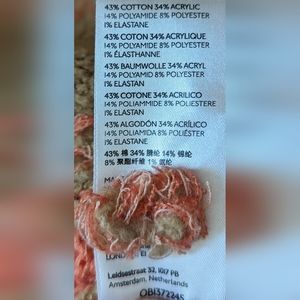 43% COTTON 34% ACRYLIC
14% POLYAMIDE 8% POLYESTER
1% ELASTANE
43% COTON 34% ACRYLIQUE
14% POLYAMIDE 8% POLYESTER
1% ÉLASTHANNE
43% BAUMWOLLE 34% ACRYL
14% POLYAMID 8% POLYESTER
1% ELASTAN
43% COTONE 34% ACRILICO
14% POLIAMMIDE 8% POLIESTERE
1% ELASTAN
43% ALGODÓN 34% ACRÍLICO
14% POLIAMIDA 8% POLIÉSTER
1% ELASTANO
43% 棉 34% 腈纶 14% 锦纶
8% 聚酯纤维 1% 氨纶
MA
LOND
Leidsestraat 32, 1017 PB
Amsterdam, Netherlands
OBI372245